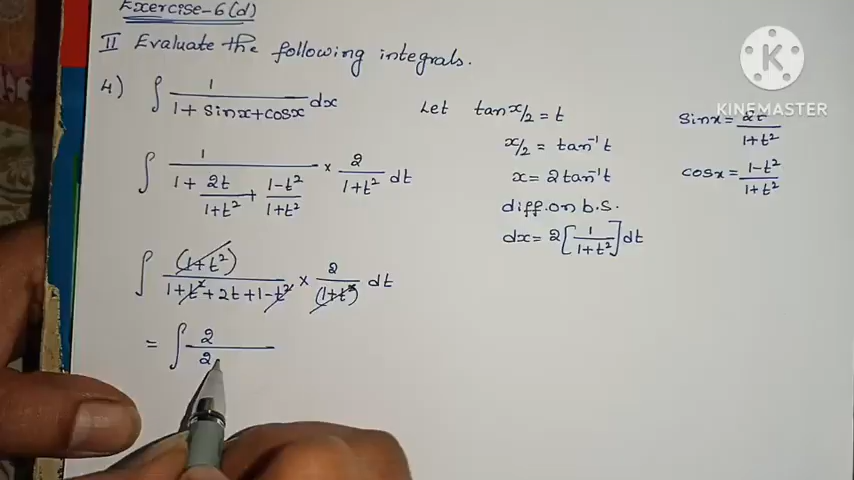 Exercise-6(d)
II Evaluate the following integrals.
4) ∫ 1/(1+sinx+cosx) dx
∫ 1/(1+2t/(1+t²)+(1-t²)/(1+t²)) × 2/(1+t²) dt
∫ (1+t²)/(1+t²+2t+1-t²) × 2/(1+t²) dt
= ∫ 2/2
Let tan x/2 = t
x/2 = tan⁻¹t
x = 2tan⁻¹t
diff.on b.s.
dx = 2[1/(1+t²)]dt
sinx = 2t/(1+t²)
cosx = (1-t²)/(1+t²)
K
KINEMASTER